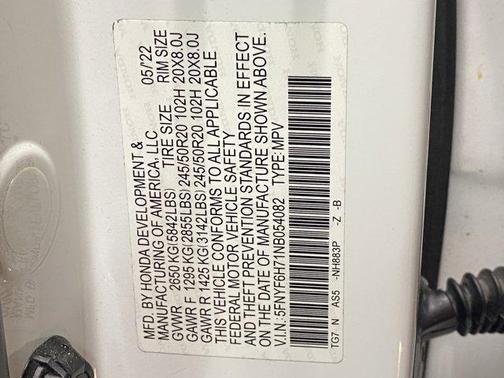 MFD. BY HONDA DEVELOPMENT &
MANUFACTURING OF AMERICA, LLC 05/'22
TIRE SIZE RIM SIZE
GVWR 2650 KG(5842LBS) 245/50R20 102H 20X8.0J
GAWR F 1295 KG(2855LBS) 245/50R20 102H 20X8.0J
GAWR R 1425 KG(3142LBS)
THIS VEHICLE CONFORMS TO ALL APPLICABLE
FEDERAL MOTOR VEHICLE SAFETY
AND THEFT PREVENTION STANDARDS IN EFFECT
ON THE DATE OF MANUFACTURE SHOWN ABOVE.
V.I.N.: 5FNYF6H71NB054082 TYPE: MPV
TG7 N AS5 -NH883P -Z -B